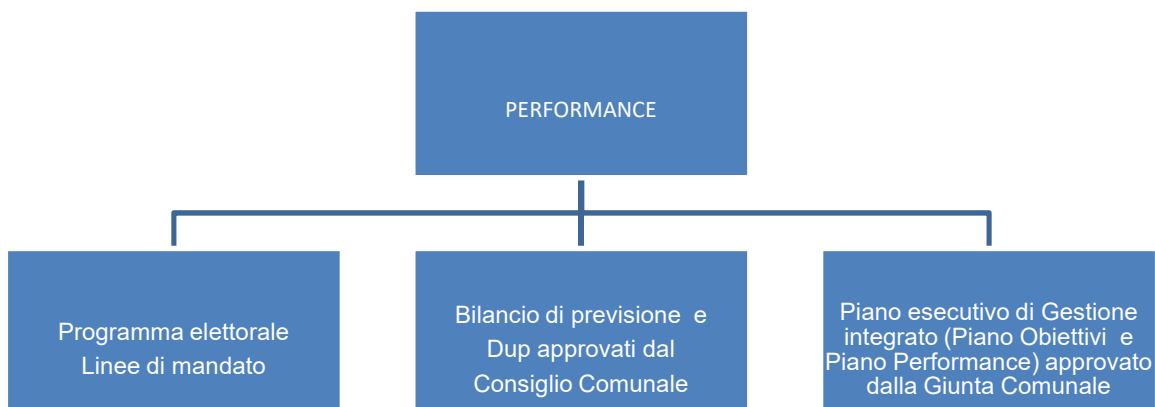 PERFORMANCE
Programma elettorale
Linee di mandato
Bilancio di previsione e
Dup approvati dal
Consiglio Comunale
Piano esecutivo di Gestione
integrato (Piano Obiettivi e
Piano Performance) approvato
dalla Giunta Comunale